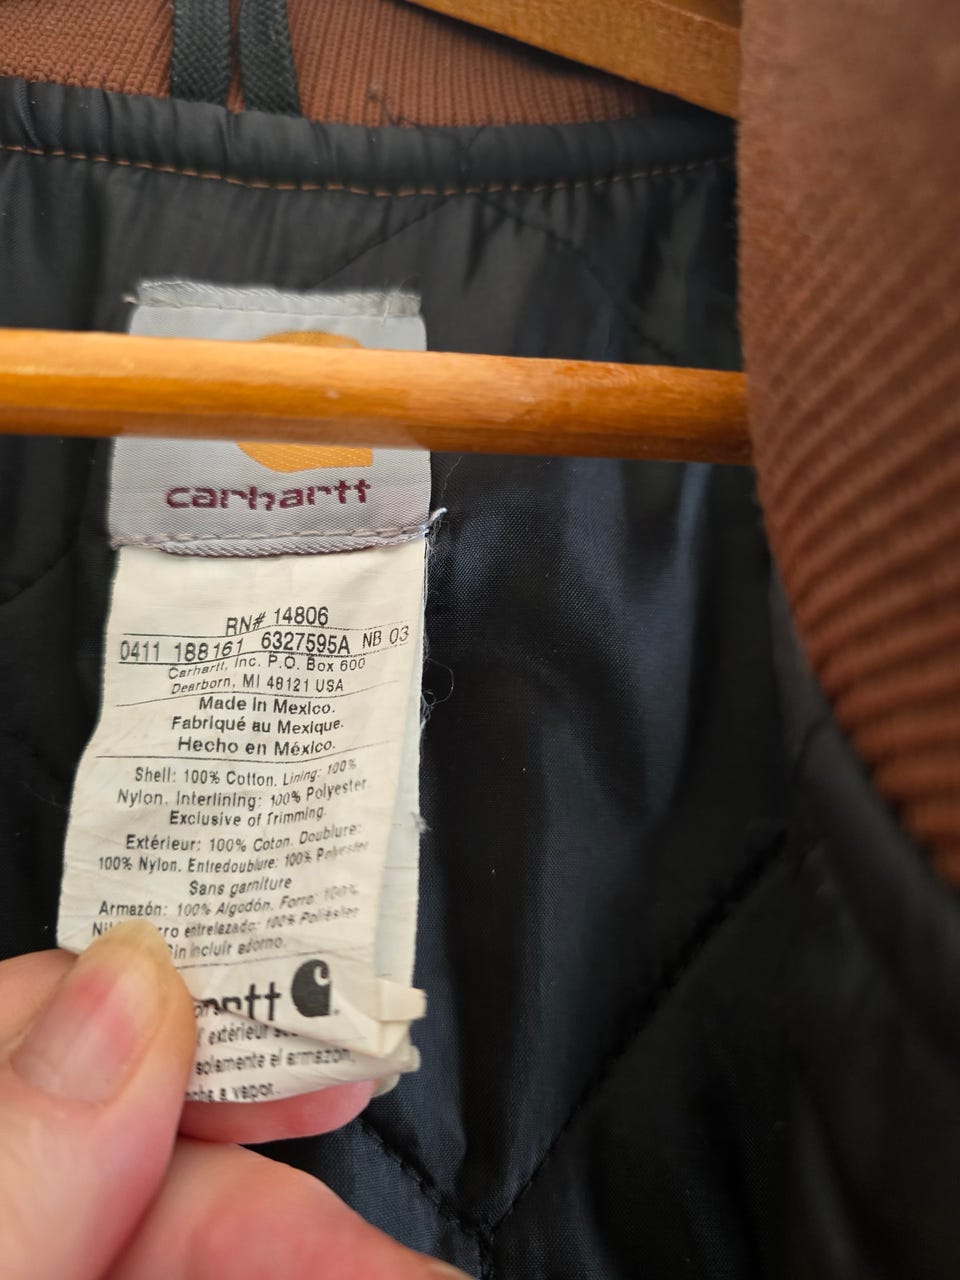 carhartt
RN# 14806
0411 188161 6327595A NB 03
Carhartt, Inc. P.O. Box 600
Dearborn, MI 48121 USA
Made in Mexico.
Fabriqué au Mexique.
Hecho en México.
Shell: 100% Cotton. Lining: 100%
Nylon. Interlining: 100% Polyester
Exclusive of Trimming.
Extérieur: 100% Coton. Doublure:
100% Nylon. Entredoublure: 100% Polyester
Sans garniture
Armazón: 100% Algodón. Forro: 100%
entrelazado: 100% Poliéster
Sin incluir adorno.
l'extérieur
solamente el armazón,
a vapor.